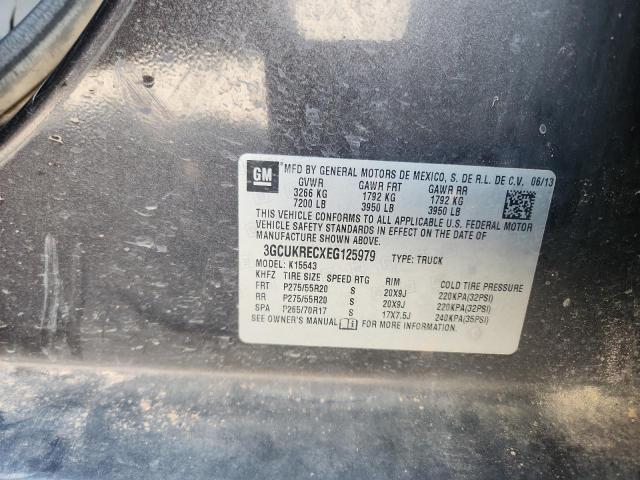 GM MFD BY GENERAL MOTORS DE MEXICO, S. DE R.L. DE C.V. 06/13
GVWR GAWR FRT GAWR RR
3266 KG 1792 KG 1792 KG
7200 LB 3950 LB 3950 LB
THIS VEHICLE CONFORMS TO ALL APPLICABLE U.S. FEDERAL MOTOR
VEHICLE SAFETY STANDARDS IN EFFECT ON THE DATE OF
MANUFACTURE SHOWN ABOVE.
3GCUKRECXEG125979 TYPE: TRUCK
MODEL: K15543
KHFZ TIRE SIZE SPEED RTG RIM COLD TIRE PRESSURE
FRT P275/55R20 S 20X9J 220KPA(32PSI)
RR P275/55R20 S 20X9J 220KPA(32PSI)
SPA P265/70R17 S 17X7.5J 240KPA(35PSI)
SEE OWNER'S MANUAL FOR MORE INFORMATION.